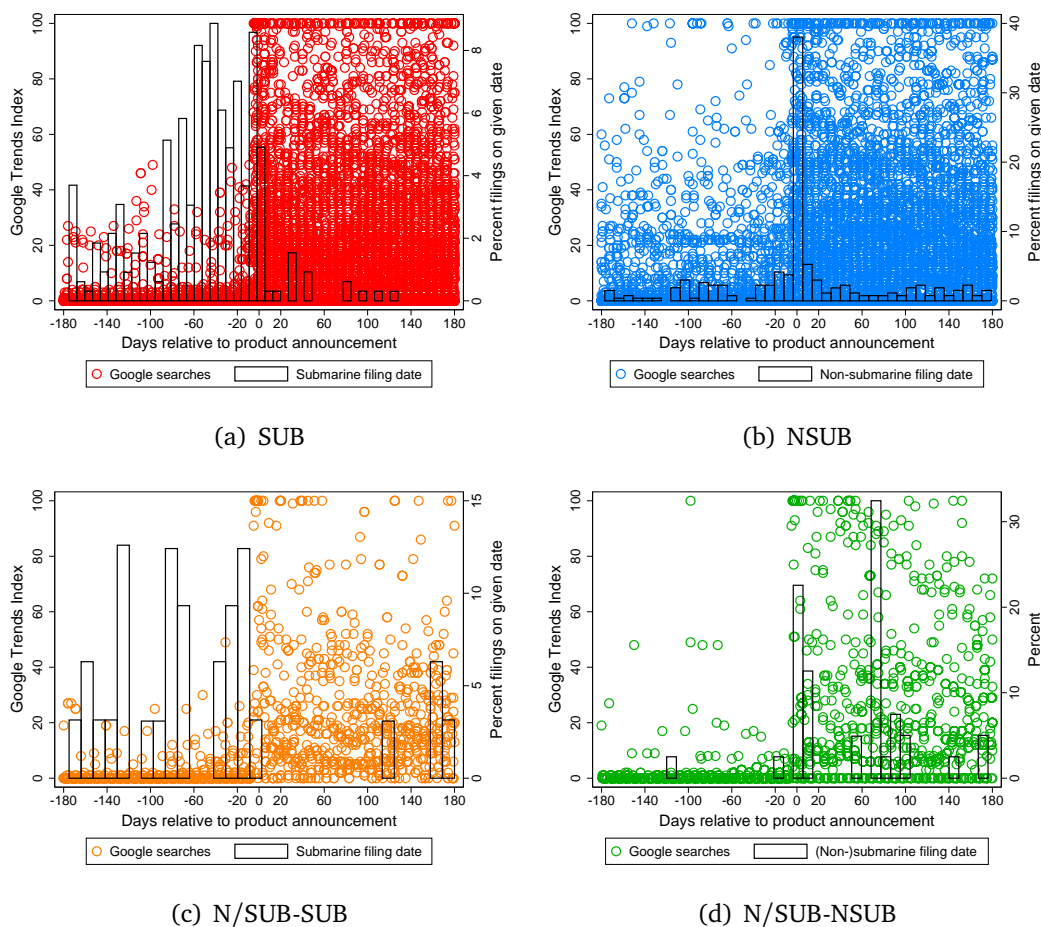 100
80
60
40
20
0
Google Trends Index
8
6
4
2
0
Percent filings on given date
-180 -140 -100 -60 -20 0 20 60 100 140 180
Days relative to product announcement
Google searches Submarine filing date
(a) SUB
100
80
60
40
20
0
Google Trends Index
40
30
20
10
0
Percent filings on given date
-180 -140 -100 -60 -20 0 20 60 100 140 180
Days relative to product announcement
Google searches Non-submarine filing date
(b) NSUB
100
80
60
40
20
0
Google Trends Index
15
10
5
0
Percent filings on given date
-180 -140 -100 -60 -20 0 20 60 100 140 180
Days relative to product announcement
Google searches Submarine filing date
(c) N/SUB-SUB
100
80
60
40
20
0
Google Trends Index
30
20
10
0
Percent
-180 -140 -100 -60 -20 0 20 60 100 140 180
Days relative to product announcement
Google searches (Non-)submarine filing date
(d) N/SUB-NSUB